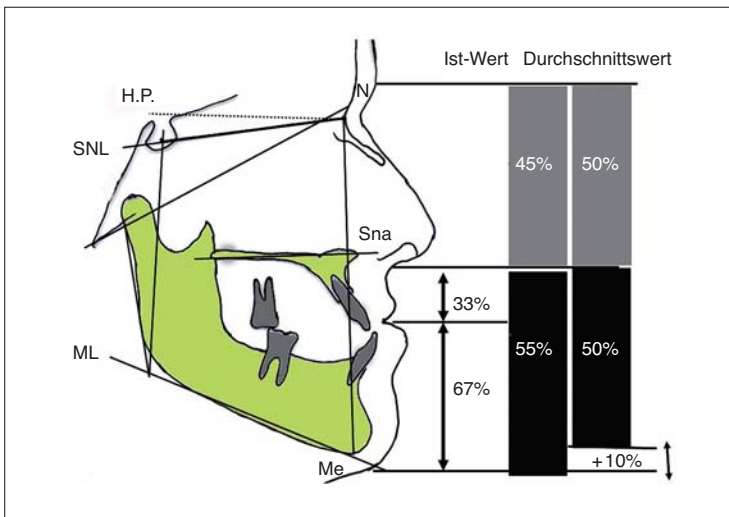 Ist-Wert Durchschnittswert
H.P.
N
SNL
45% 50%
Sna
33%
ML
55% 50%
67%
+10%
Me